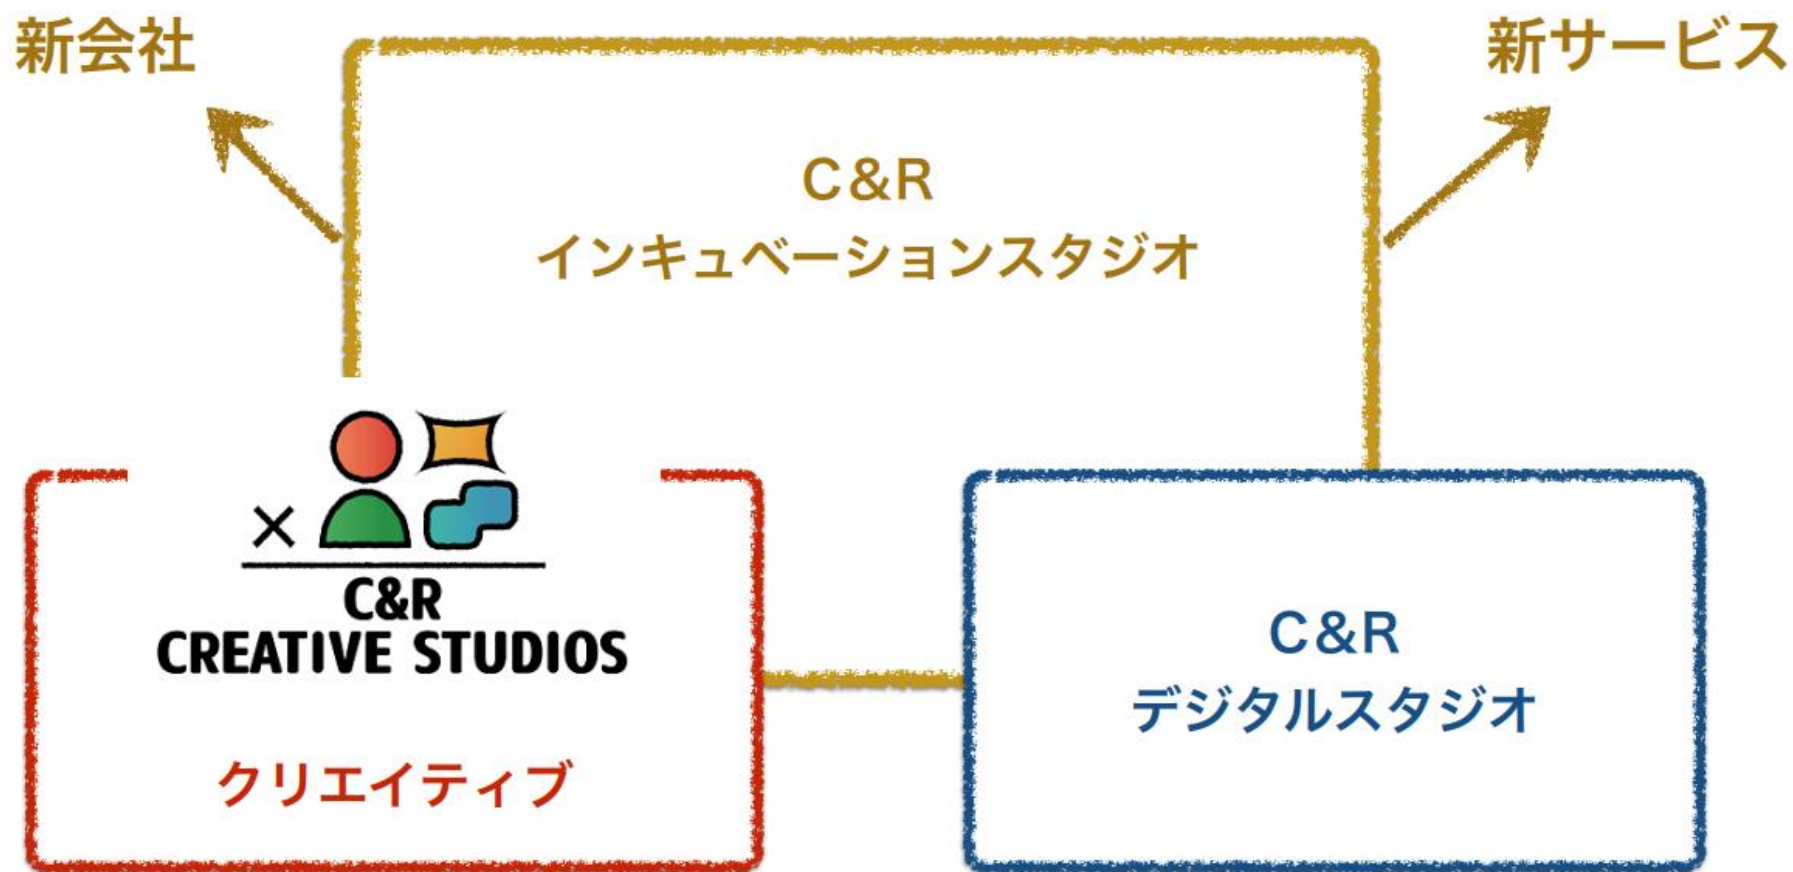 新会社
新サービス
C&R
インキュベーションスタジオ
×
C&R
CREATIVE STUDIOS
クリエイティブ
C&R
デジタルスタジオ